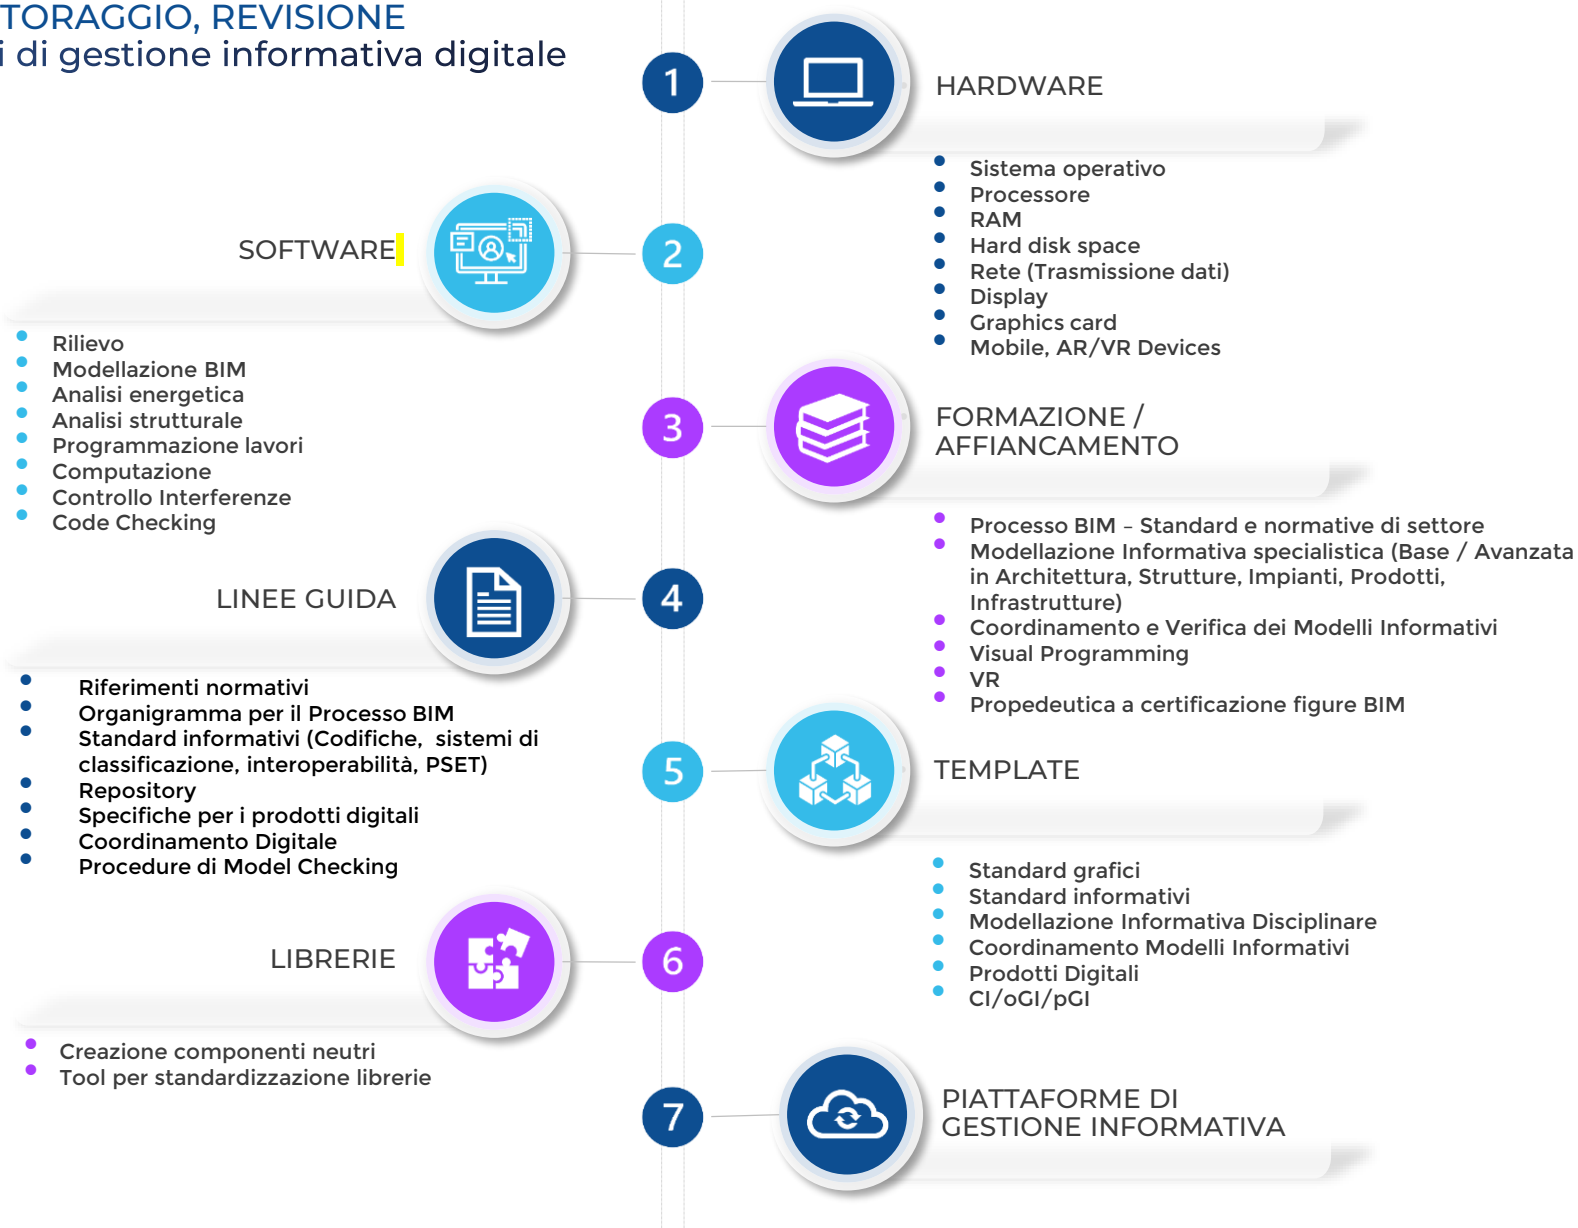 TORAGGIO, REVISIONE
i di gestione informativa digitale
1
HARDWARE
Sistema operativo
Processore
RAM
Hard disk space
Rete (Trasmissione dati)
Display
Graphics card
Mobile, AR/VR Devices
SOFTWARE
2
Rilievo
Modellazione BIM
Analisi energetica
Analisi strutturale
Programmazione lavori
Computazione
Controllo Interferenze
Code Checking
3
FORMAZIONE /
AFFIANCAMENTO
Processo BIM – Standard e normative di settore
Modellazione Informativa specialistica (Base / Avanzata
in Architettura, Strutture, Impianti, Prodotti,
Infrastrutture)
Coordinamento e Verifica dei Modelli Informativi
Visual Programming
VR
Propedeutica a certificazione figure BIM
LINEE GUIDA
4
Riferimenti normativi
Organigramma per il Processo BIM
Standard informativi (Codifiche, sistemi di
classificazione, interoperabilità, PSET)
Repository
Specifiche per i prodotti digitali
Coordinamento Digitale
Procedure di Model Checking
5
TEMPLATE
Standard grafici
Standard informativi
Modellazione Informativa Disciplinare
Coordinamento Modelli Informativi
Prodotti Digitali
CI/oGI/pGI
LIBRERIE
6
Creazione componenti neutri
Tool per standardizzazione librerie
7
PIATTAFORME DI
GESTIONE INFORMATIVA